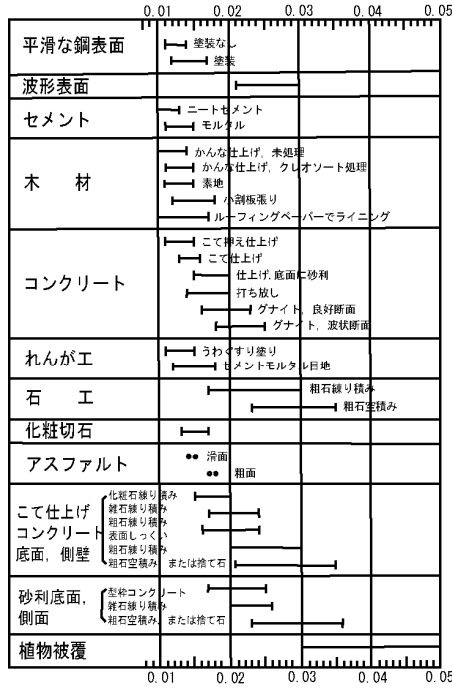 0.01 0.02 0.03 0.04 0.05
平滑な鋼表面
塗装なし
塗装
波形表面
セメント
ニートセメント
モルタル
木 材
かんな仕上げ, 未処理
かんな仕上げ, クレオソート処理
素地
小割板張り
ルーフィングペーパーでライニング
コンクリート
こて押え仕上げ
こて仕上げ
仕上げ, 底面に砂利
打ち放し
グナイト, 良好断面
グナイト, 波状断面
れんが工
うわぐすり塗り
セメントモルタル目地
石 工
粗石練り積み
粗石空積み
化粧切石
アスファルト
滑面
粗面
こて仕上げ
コンクリート
底面, 側壁
化粧石練り積み
雑石練り積み
粗石練り積み
表面しっくい
粗石練り積み
粗石空積み または捨て石
砂利底面,
側面
型枠コンクリート
雑石練り積み
粗石空積み, または捨て石
植物被覆
0.01 0.02 0.03 0.04 0.05